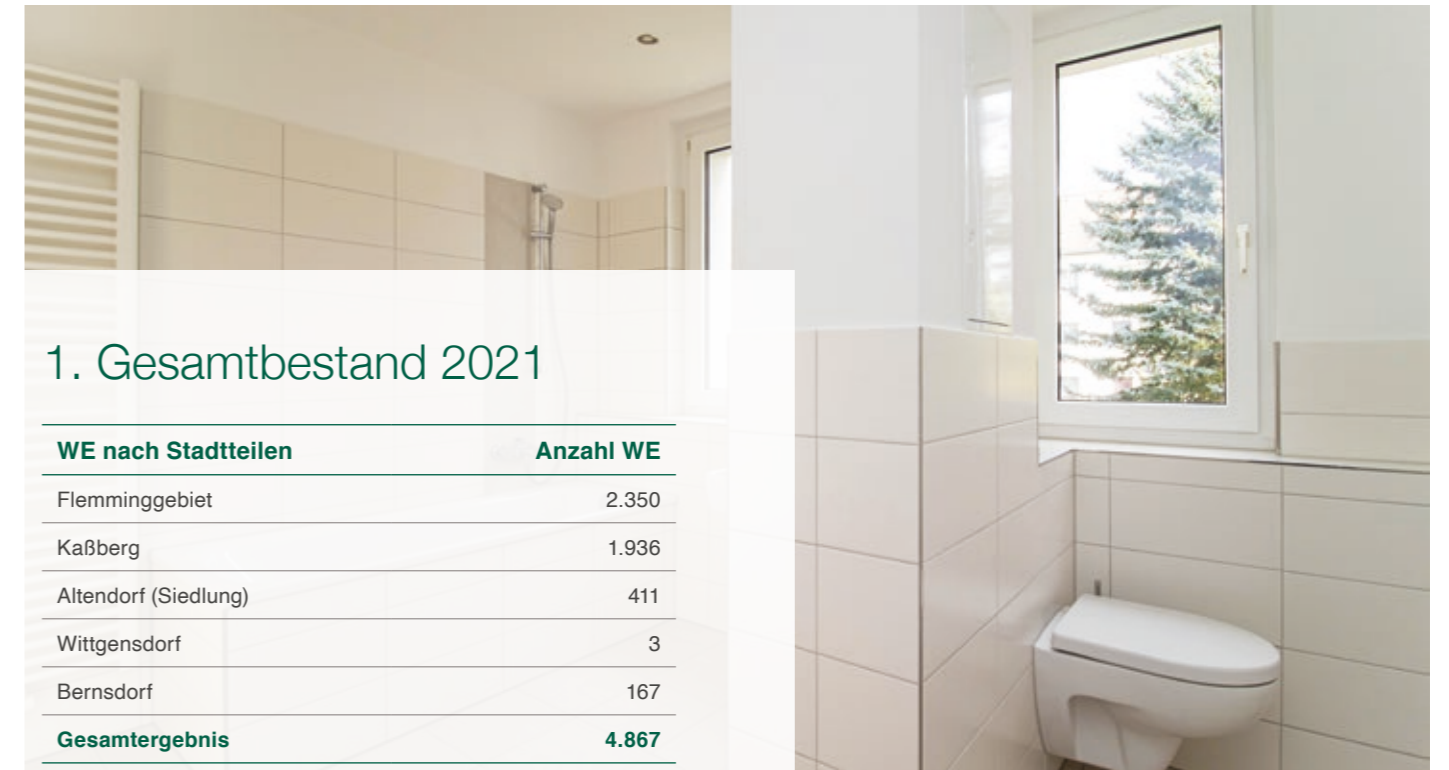 1. Gesamtbestand 2021
WE nach Stadtteilen Anzahl WE
Flemminggebiet 2.350
Kaßberg 1.936
Altendorf (Siedlung) 411
Wittgensdorf 3
Bernsdorf 167
Gesamtergebnis 4.867